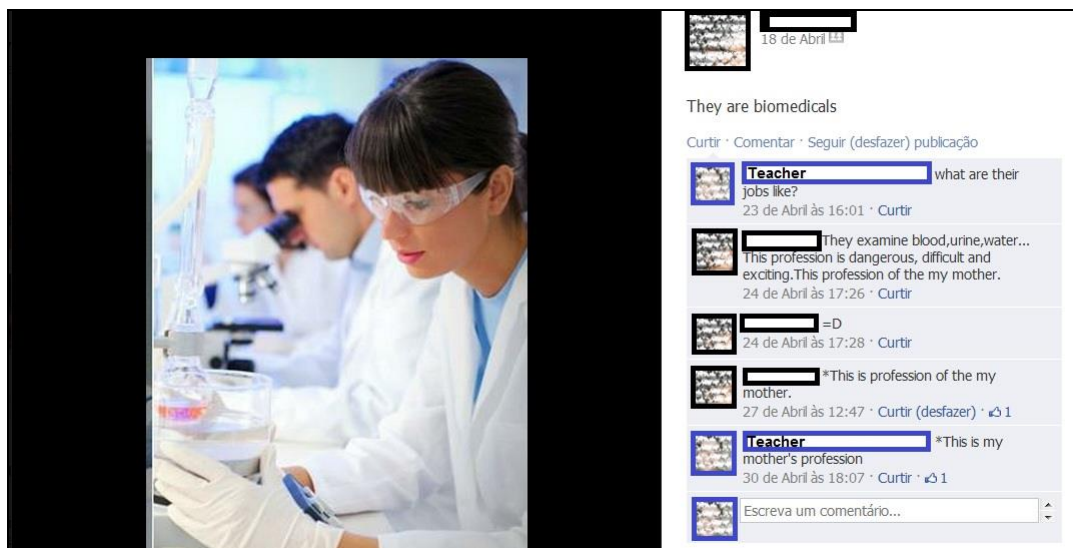 18 de Abril
They are biomedicals
Curtir · Comentar · Seguir (desfazer) publicação
Teacher what are their
jobs like?
23 de Abril às 16:01 · Curtir
They examine blood,urine,water...
This profession is dangerous, difficult and
exciting.This profession of the my mother.
24 de Abril às 17:26 · Curtir
=D
24 de Abril às 17:28 · Curtir
*This is profession of the my
mother.
27 de Abril às 12:47 · Curtir (desfazer) · 1
Teacher *This is my
mother's profession
30 de Abril às 18:07 · Curtir · 1
Escreva um comentário...